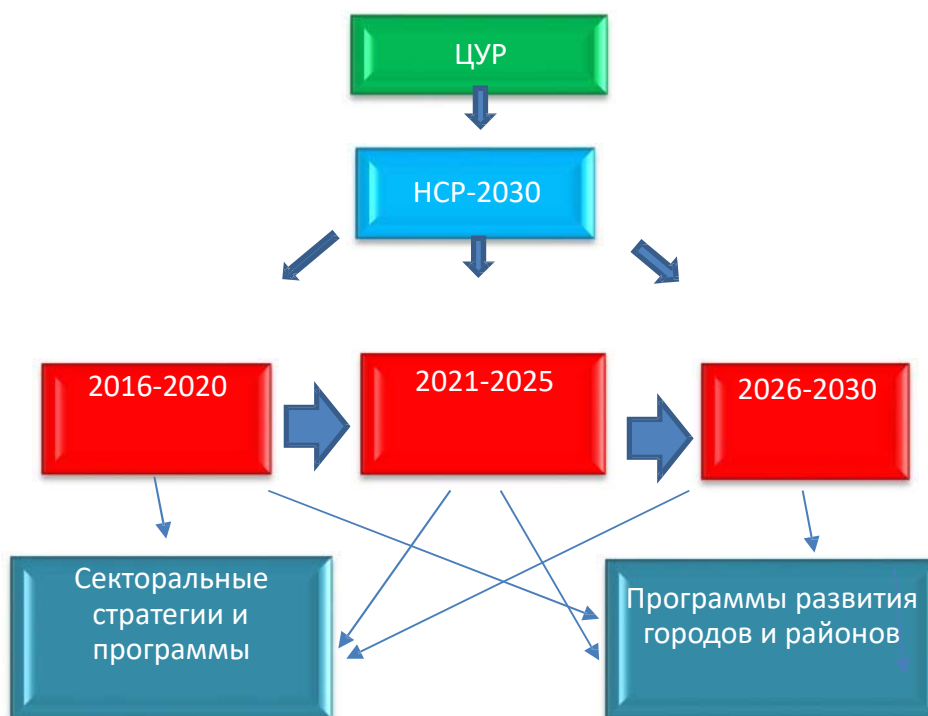 ЦУР
НСР-2030
2016-2020
2021-2025
2026-2030
Секторальные
стратегии и
программы
Программы развития
городов и районов